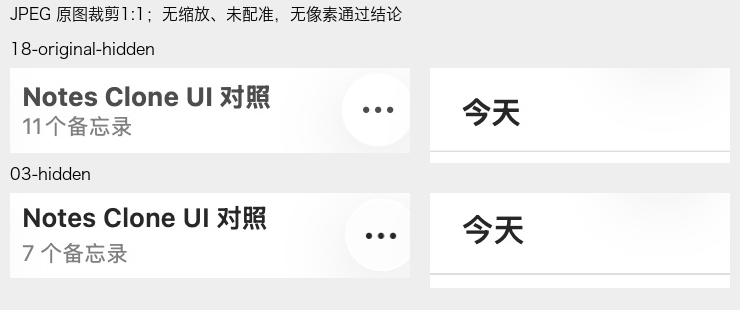 JPEG 原图裁剪1:1；无缩放、未配准，无像素通过结论
18-original-hidden
Notes Clone UI 对照
11个备忘录
今天
03-hidden
Notes Clone UI 对照
7 个备忘录
今天